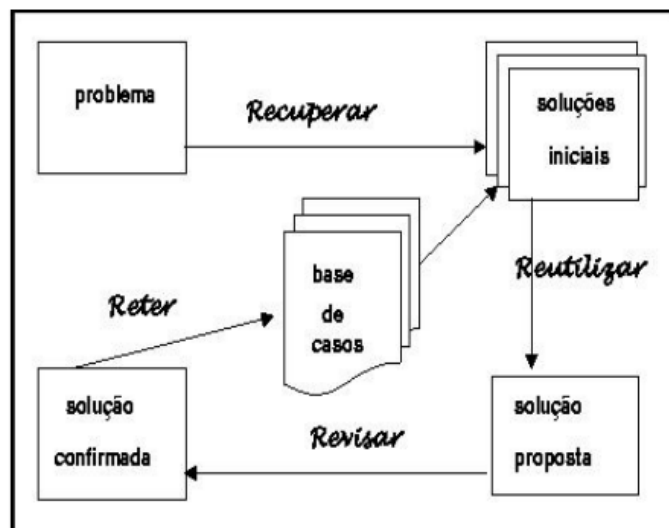 problema
Recuperar
soluções
iniciais
base
de
casos
Reutilizar
Reter
solução
confirmada
Revisar
solução
proposta